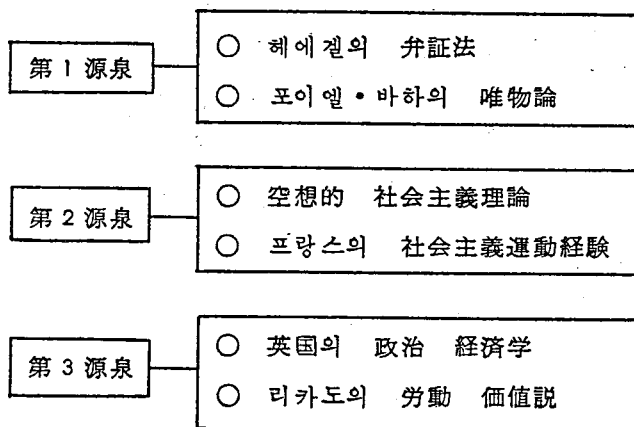 第1源泉
○ 헤에겔의 弁証法
○ 포이엘・바하의 唯物論
第2源泉
○ 空想的 社会主義理論
○ 프랑스의 社会主義運動経験
第3源泉
○ 英国의 政治 経済学
○ 리카도의 労動 価値説